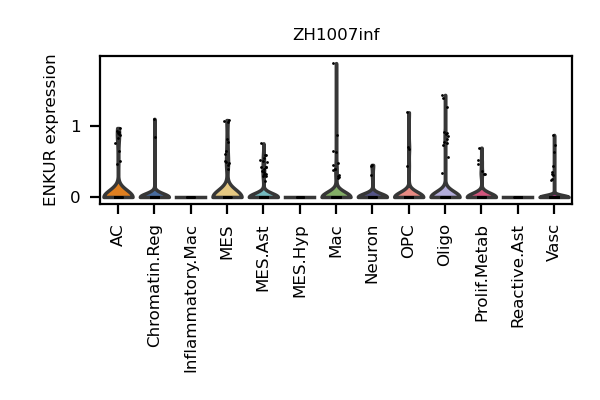 ZH1007inf
ENKUR expression
1
0
AC
Chromatin.Reg
Inflammatory.Mac
MES
MES.Ast
MES.Hyp
Mac
Neuron
OPC
Oligo
Prolif.Metab
Reactive.Ast
Vasc